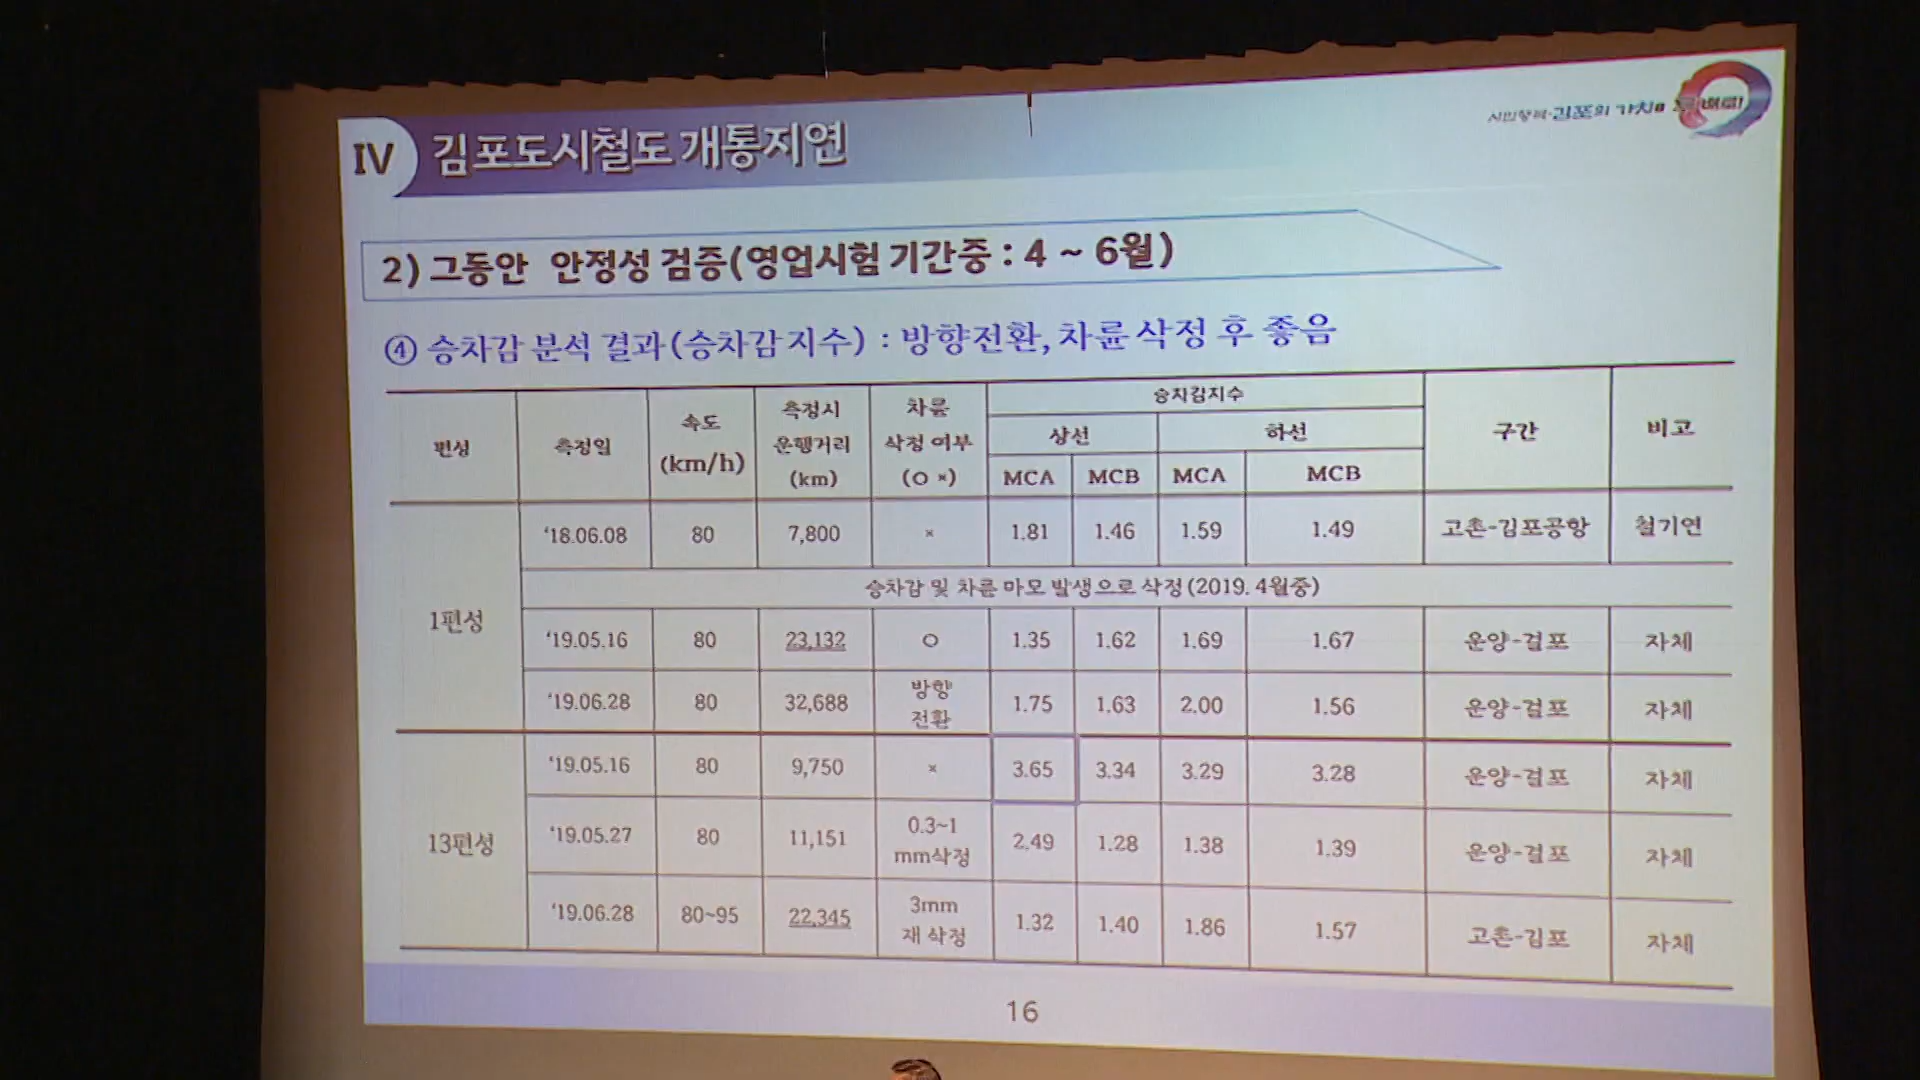 IV 김포도시철도 개통지연
김포의 가치를
2) 그동안 안정성 검증(영업시험 기간중 : 4 ~ 6월)
④ 승차감 분석 결과(승차감 지수) : 방향전환, 차륜 삭정 후 좋음
편성 측정일 속도 (km/h) 측정시 운행거리 (km) 차륜 삭정 여부 (○ ×) 승차감지수 구간 비고
상선 하선
MCA MCB MCA MCB
1편성
‘18.06.08 80 7,800 × 1.81 1.46 1.59 1.49 고촌-김포공항 철기연
승차감 및 차륜 마모 발생으로 삭정(2019. 4월중)
‘19.05.16 80 23,132 ○ 1.35 1.62 1.69 1.67 운양-걸포 자체
‘19.06.28 80 32,688 방향 전환 1.75 1.63 2.00 1.56 운양-걸포 자체
13편성
‘19.05.16 80 9,750 × 3.65 3.34 3.29 3.28 운양-걸포 자체
‘19.05.27 80 11,151 0.3~1 mm삭정 2.49 1.28 1.38 1.39 운양-걸포 자체
‘19.06.28 80~95 22,345 3mm 재 삭정 1.32 1.40 1.86 1.57 고촌-김포 자체
16